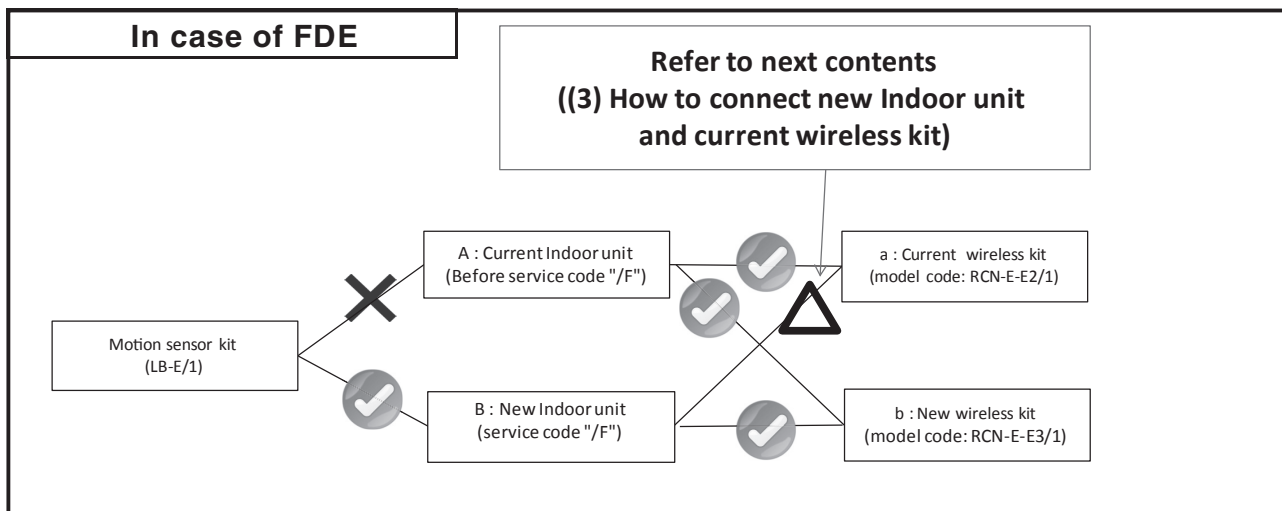 In case of FDE
Refer to next contents
((3) How to connect new Indoor unit
and current wireless kit)
A : Current Indoor unit
(Before service code "/F")
a : Current wireless kit
(model code: RCN-E-E2/1)
Motion sensor kit
(LB-E/1)
B : New Indoor unit
(service code "/F")
b : New wireless kit
(model code: RCN-E-E3/1)